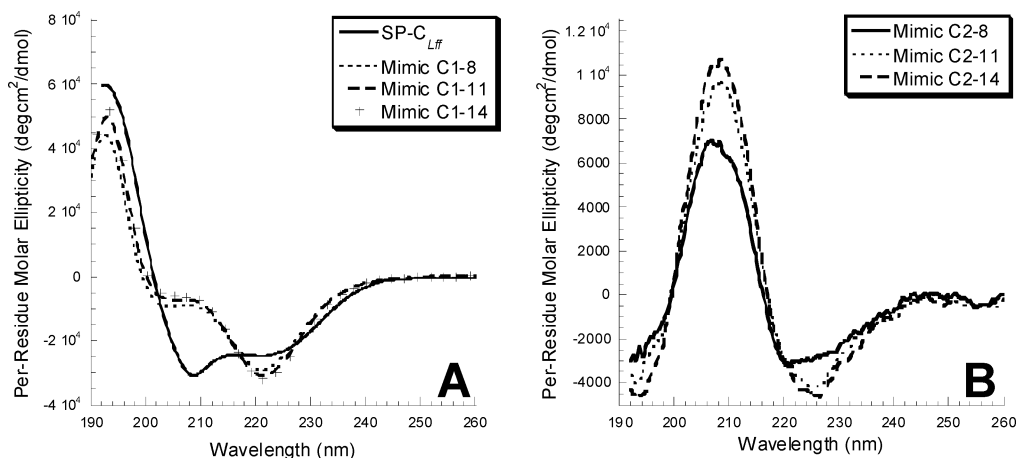 SP-C Lff
Mimic C1-8
Mimic C1-11
Mimic C1-14
8 10⁴
6 10⁴
4 10⁴
2 10⁴
0
-2 10⁴
-4 10⁴
Per-Residue Molar Ellipticity (degcm²/dmol)
190 200 210 220 230 240 250 260
Wavelength (nm)
A
Mimic C2-8
Mimic C2-11
Mimic C2-14
1.2 10⁴
1 10⁴
8000
6000
4000
2000
0
-2000
-4000
Per-Residue Molar Ellipticity (degcm²/dmol)
190 200 210 220 230 240 250 260
Wavelength (nm)
B